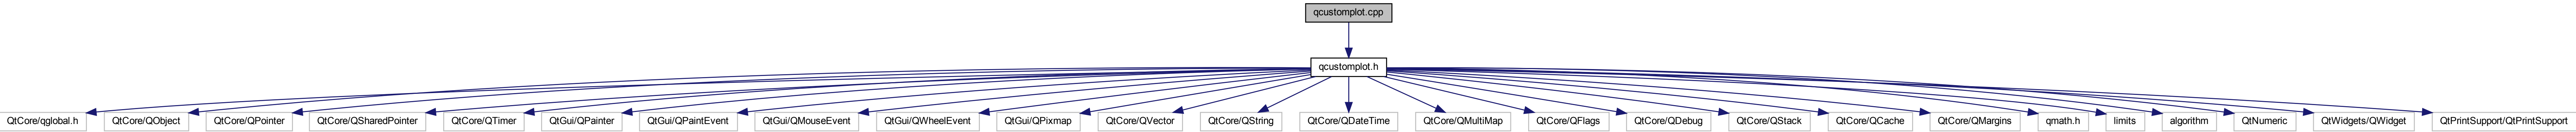 qcustomplot.cpp
qcustomplot.h
QtCore/qglobal.h
QtCore/QObject
QtCore/QPointer
QtCore/QSharedPointer
QtCore/QTimer
QtGui/QPainter
QtGui/QPaintEvent
QtGui/QMouseEvent
QtGui/QWheelEvent
QtGui/QPixmap
QtCore/QVector
QtCore/QString
QtCore/QDateTime
QtCore/QMultiMap
QtCore/QFlags
QtCore/QDebug
QtCore/QStack
QtCore/QCache
QtCore/QMargins
qmath.h
limits
algorithm
QtNumeric
QtWidgets/QWidget
QtPrintSupport/QtPrintSupport